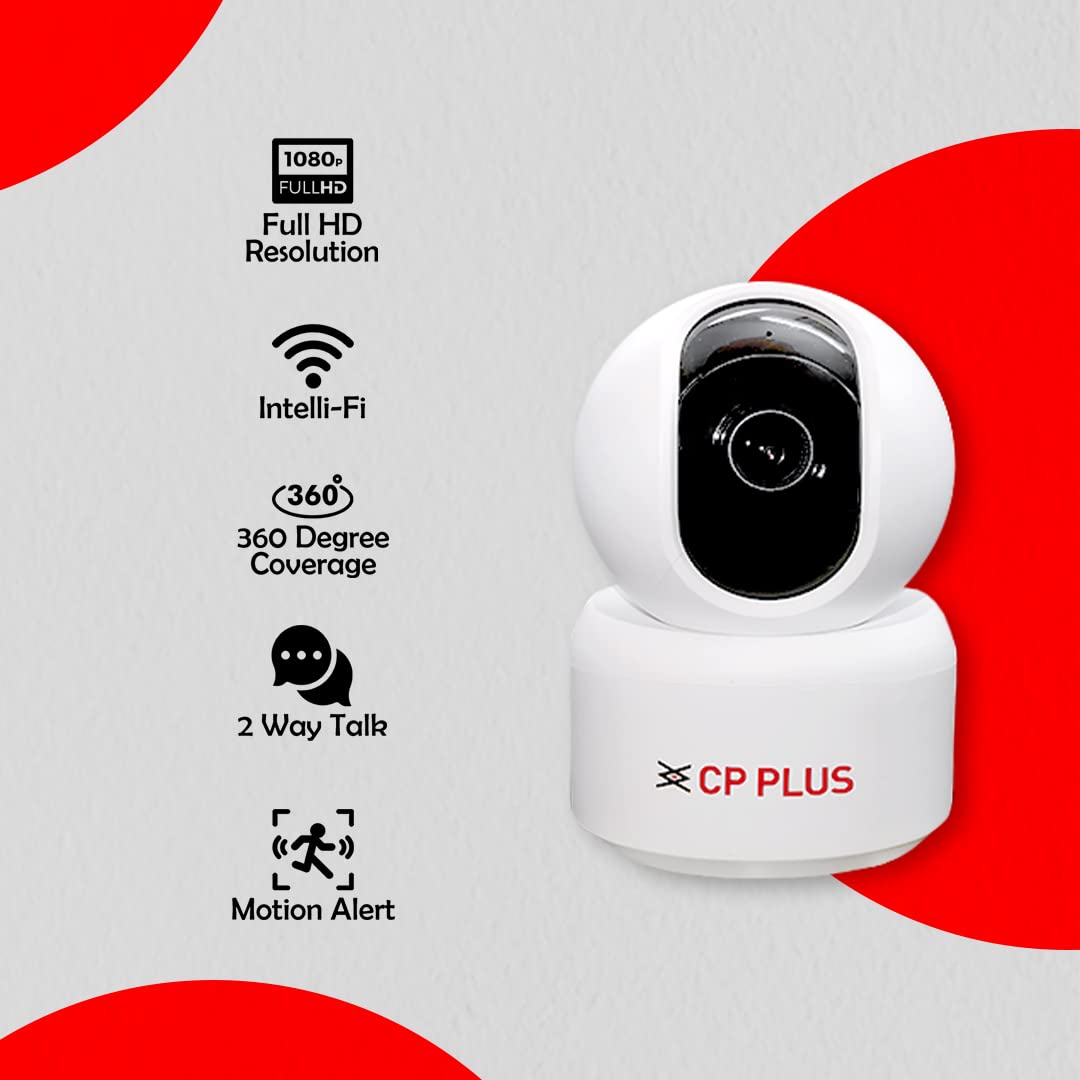 1080P
FULLHD
Full HD
Resolution
Intelli-Fi
360°
360 Degree
Coverage
2 Way Talk
Motion Alert
CP PLUS